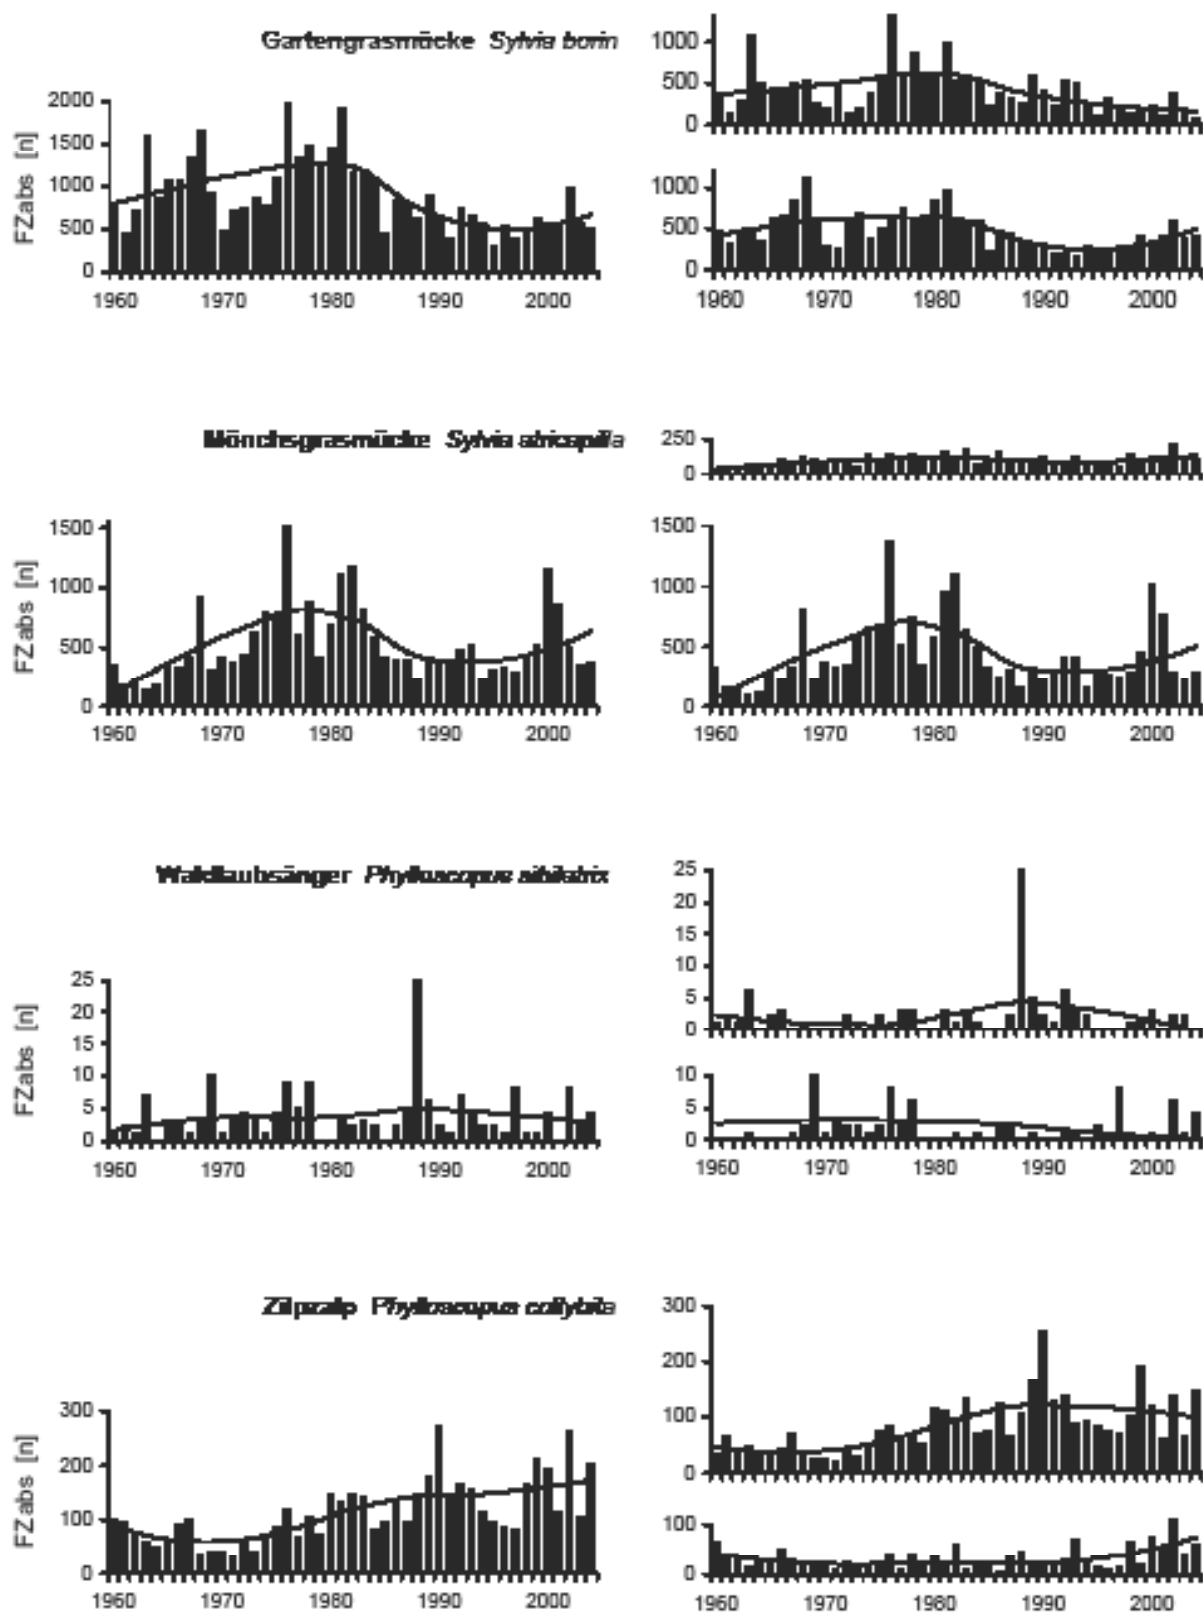 Gartengrasmücke Sylvia borin
1000
500
0
2000
1500
1000
500
0
FZabs [n]
1960 1970 1980 1990 2000
1000
500
0
1960 1970 1980 1990 2000
Mönchsgrasmücke Sylvia atricapilla
250
0
1500
1000
500
0
FZabs [n]
1960 1970 1980 1990 2000
1500
1000
500
0
1960 1970 1980 1990 2000
Waldlaubsänger Phylloscopus sibilatrix
25
20
15
10
5
0
25
20
15
10
5
0
FZabs [n]
1960 1970 1980 1990 2000
10
5
0
1960 1970 1980 1990 2000
Zilpzalp Phylloscopus collybita
300
200
100
0
300
200
100
0
FZabs [n]
1960 1970 1980 1990 2000
100
0
1960 1970 1980 1990 2000